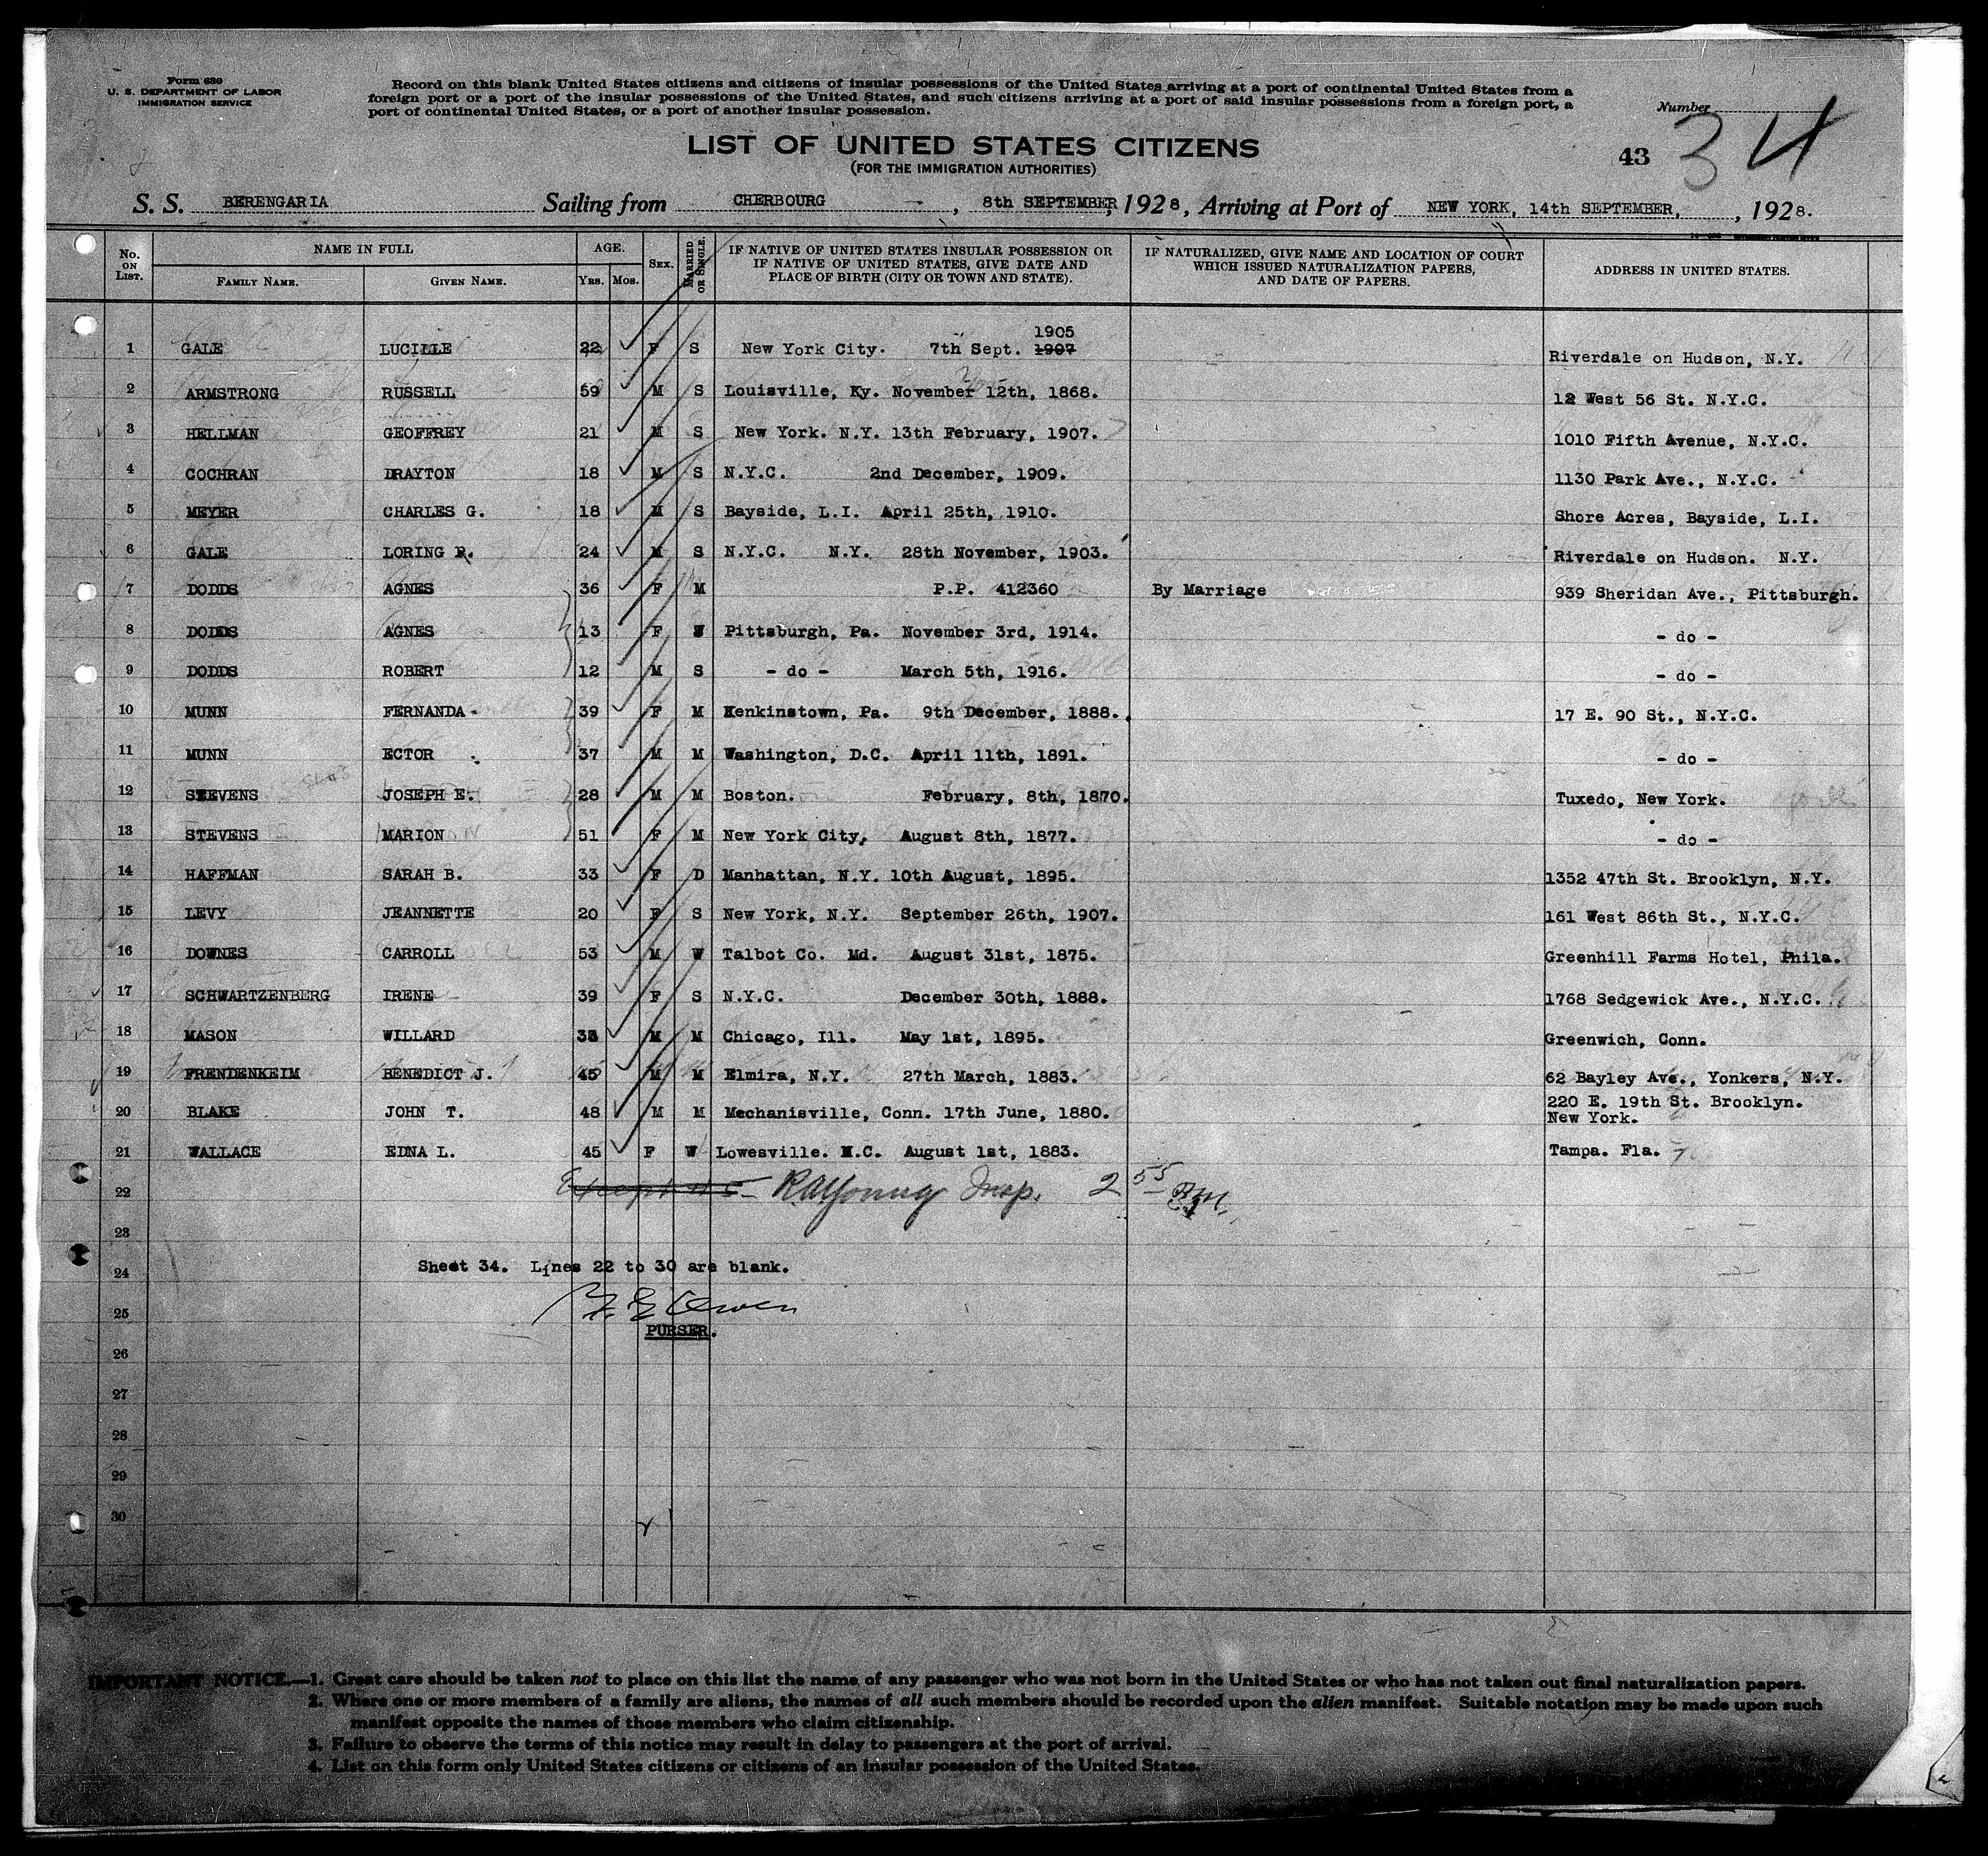 Form 630
U. S. DEPARTMENT OF LABOR
IMMIGRATION SERVICE
Record on this blank United States citizens and citizens of insular possessions of the United States arriving at a port of continental United States from a
foreign port or a port of the insular possessions of the United States, and such citizens arriving at a port of said insular possessions from a foreign port, a
port of continental United States, or a port of another insular possession.
Number
LIST OF UNITED STATES CITIZENS
(FOR THE IMMIGRATION AUTHORITIES)
43 34
S. S. BERENGARIA Sailing from CHERBOURG, 8th SEPTEMBER, 1928, Arriving at Port of NEW YORK, 14th SEPTEMBER, , 1928.
No. ON LIST. NAME IN FULL FAMILY NAME. GIVEN NAME. AGE. YRS. MOS. SEX. MARRIED OR SINGLE. IF NATIVE OF UNITED STATES INSULAR POSSESSION OR IF NATIVE OF UNITED STATES, GIVE DATE AND PLACE OF BIRTH (CITY OR TOWN AND STATE). IF NATURALIZED, GIVE NAME AND LOCATION OF COURT WHICH ISSUED NATURALIZATION PAPERS, AND DATE OF PAPERS. ADDRESS IN UNITED STATES.
1905
1 GALE LUCILLE 22 F S New York City. 7th Sept. 1907 Riverdale on Hudson, N.Y.
2 ARMSTRONG RUSSELL 59 M S Louisville, Ky. November 12th, 1868. 12 West 56 St. N.Y.C.
3 HELLMAN GEOFFREY 21 M S New York. N.Y. 13th February, 1907. 1010 Fifth Avenue, N.Y.C.
4 COCHRAN DRAYTON 18 M S N.Y.C. 2nd December, 1909. 1130 Park Ave., N.Y.C.
5 MEYER CHARLES G. 18 M S Bayside, L.I. April 25th, 1910. Shore Acres, Bayside, L.I.
6 GALE LORING R. 24 M S N.Y.C. N.Y. 28th November, 1903. Riverdale on Hudson. N.Y.
7 DODDS AGNES 36 F M P.P. 412360 By Marriage 939 Sheridan Ave., Pittsburgh.
8 DODDS AGNES 13 F S Pittsburgh, Pa. November 3rd, 1914. - do -
9 DODDS ROBERT 12 M S - do - March 5th, 1916. - do -
10 MUNN FERNANDA 39 F M Henkinstown, Pa. 9th December, 1888. 17 E. 90 St., N.Y.C.
11 MUNN ECTOR 37 M M Washington, D.C. April 11th, 1891. - do -
12 STEVENS JOSEPH E. 28 M M Boston. February, 8th, 1870. Tuxedo, New York.
13 STEVENS MARION 51 F M New York City, August 8th, 1877. - do -
14 HAFFMAN SARAH B. 33 F D Manhattan, N.Y. 10th August, 1895. 1352 47th St. Brooklyn, N.Y.
15 LEVY JEANNETTE 20 F S New York, N.Y. September 26th, 1907. 161 West 86th St., N.Y.C.
16 DOWNES CARROLL 53 M W Talbot Co. Md. August 31st, 1875. Greenhill Farms Hotel, Phila.
17 SCHWARTZENBERG IRENE 39 F S N.Y.C. December 30th, 1888. 1768 Sedgewick Ave., N.Y.C.
18 MASON WILLARD 33 M M Chicago, Ill. May 1st, 1895. Greenwich, Conn.
19 FRENDENKEIM BENEDICT J. 45 M M Elmira, N.Y. 27th March, 1883. 62 Bayley Ave., Yonkers, N.Y.
20 BLAKE JOHN T. 48 M M Mechanisville, Conn. 17th June, 1880. 220 E. 19th St. Brooklyn. New York.
21 WALLACE EDNA L. 45 F W Lowesville. N.C. August 1st, 1883. Tampa. Fla.
22 RAYoung Insp. 2 55 P.M.
23
24 Sheet 34. Lines 22 to 30 are blank.
25
PURSER.
26
27
28
29
30
IMPORTANT NOTICE.—1. Great care should be taken not to place on this list the name of any passenger who was not born in the United States or who has not taken out final naturalization papers.
2. Where one or more members of a family are aliens, the names of all such members should be recorded upon the alien manifest. Suitable notation may be made upon such
manifest opposite the names of those members who claim citizenship.
3. Failure to observe the terms of this notice may result in delay to passengers at the port of arrival.
4. List on this form only United States citizens or citizens of an insular possession of the United States.